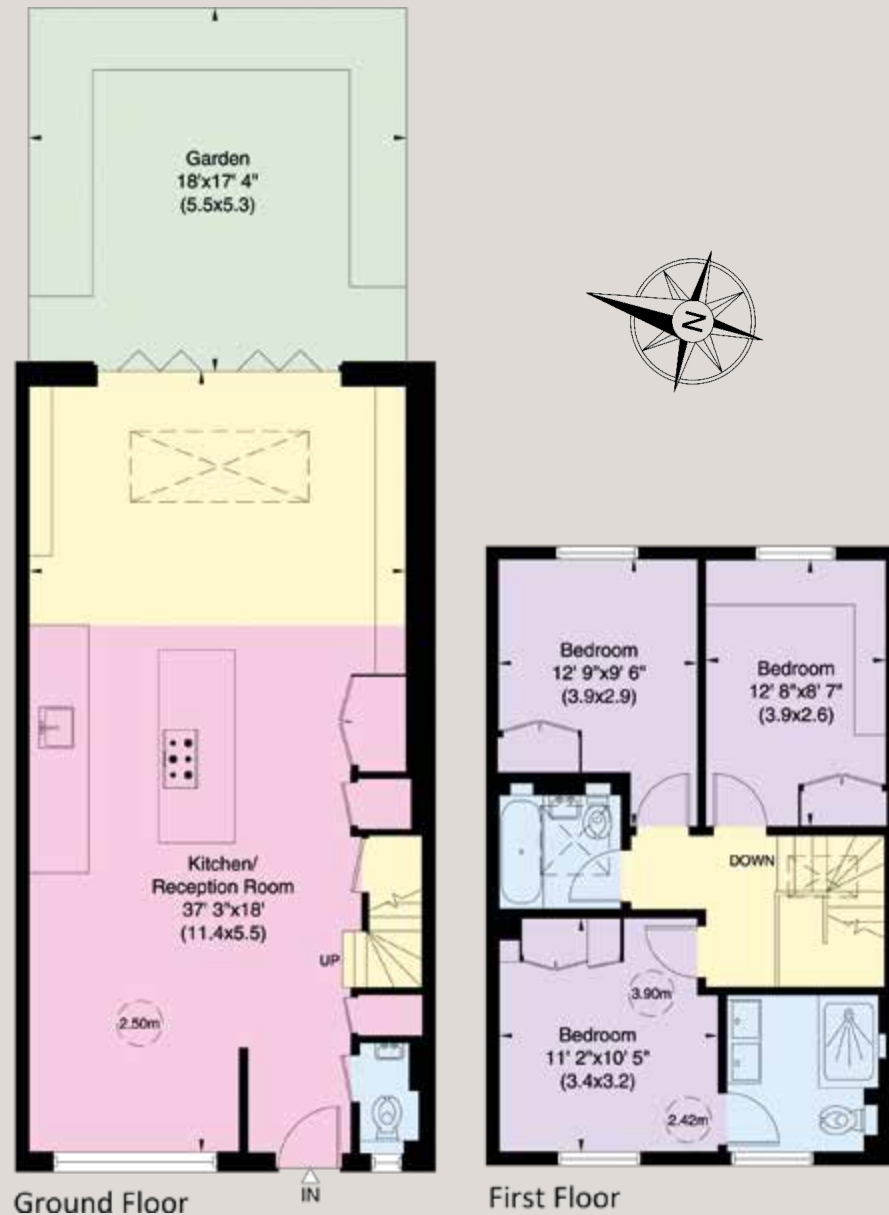 Garden
18'x17' 4"
(5.5x5.3)
N
Bedroom
12' 9"x9' 6"
(3.9x2.9)
Bedroom
12' 8"x8' 7"
(3.9x2.6)
Kitchen/
Reception Room
37' 3"x18'
(11.4x5.5)
UP
2.50m
DOWN
3.90m
Bedroom
11' 2"x10' 5"
(3.4x3.2)
2.42m
IN
Ground Floor
First Floor